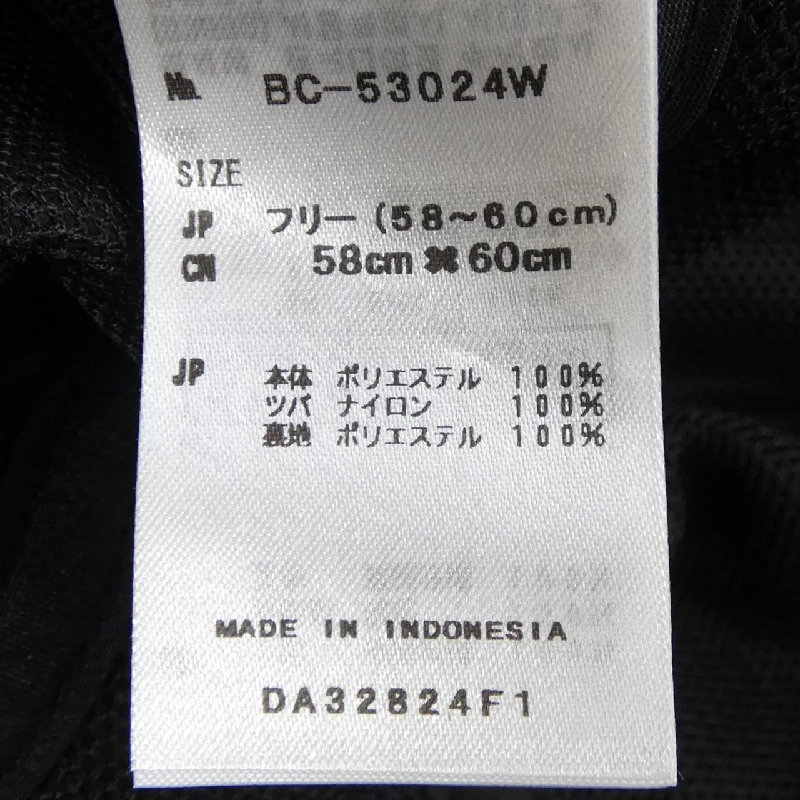 No. BC-53024W
SIZE
JP フリー(58~60cm)
CN 58cm 60cm
JP 本体 ポリエステル 100%
ツバ ナイロン 100%
裏地 ポリエステル 100%
MADE IN INDONESIA
DA32824F1